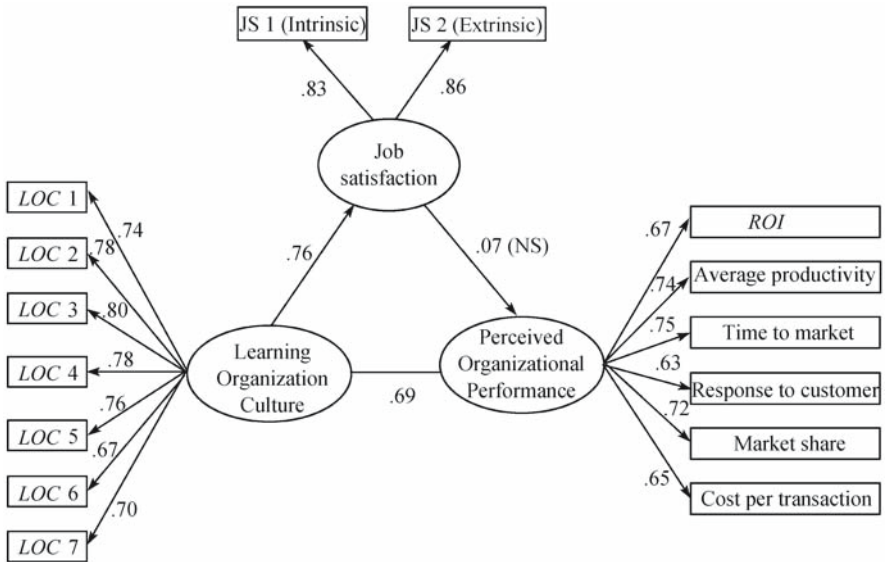 JS 1 (Intrinsic)
JS 2 (Extrinsic)
.83
.86
Job
satisfaction
LOC 1
LOC 2
LOC 3
LOC 4
LOC 5
LOC 6
LOC 7
.74
.78
.80
.78
.76
.67
.70
.76
.07 (NS)
Learning
Organization
Culture
.69
Perceived
Organizational
Performance
.67
.74
.75
.63
.72
.65
ROI
Average productivity
Time to market
Response to customer
Market share
Cost per transaction